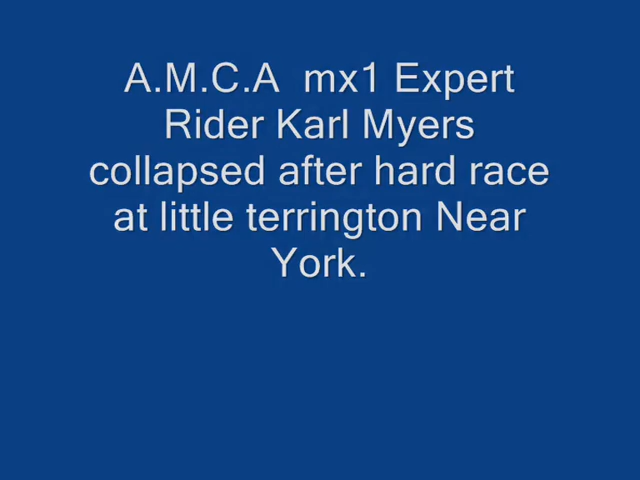 A.M.C.A  mx1 Expert
Rider Karl Myers
collapsed after hard race
at little terrington Near
York.